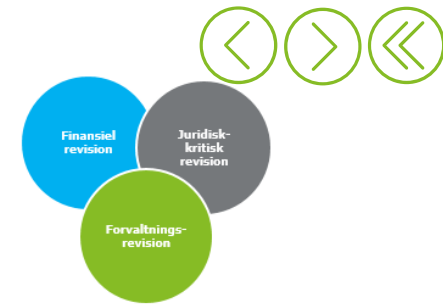 Finansiel
revision
Juridisk-
kritisk
revision
Forvaltnings-
revision